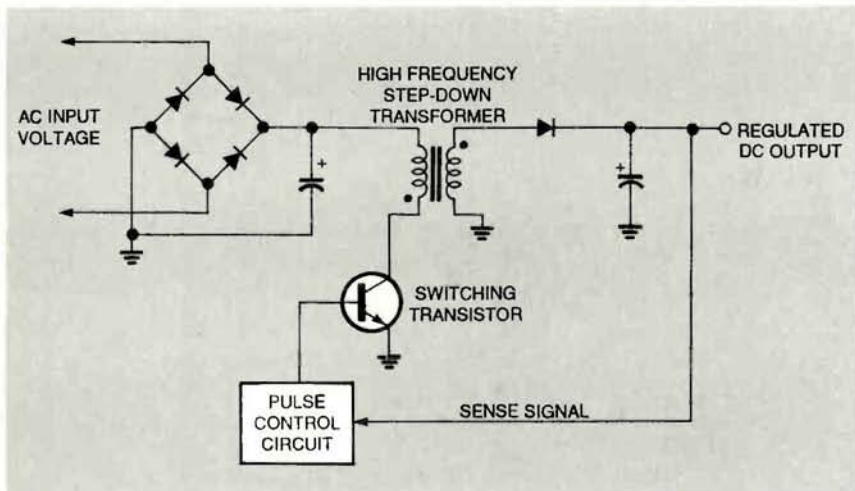 HIGH FREQUENCY
STEP-DOWN
TRANSFORMER
AC INPUT
VOLTAGE
+
+
REGULATED
DC OUTPUT
SWITCHING
TRANSISTOR
PULSE
CONTROL
CIRCUIT
SENSE SIGNAL